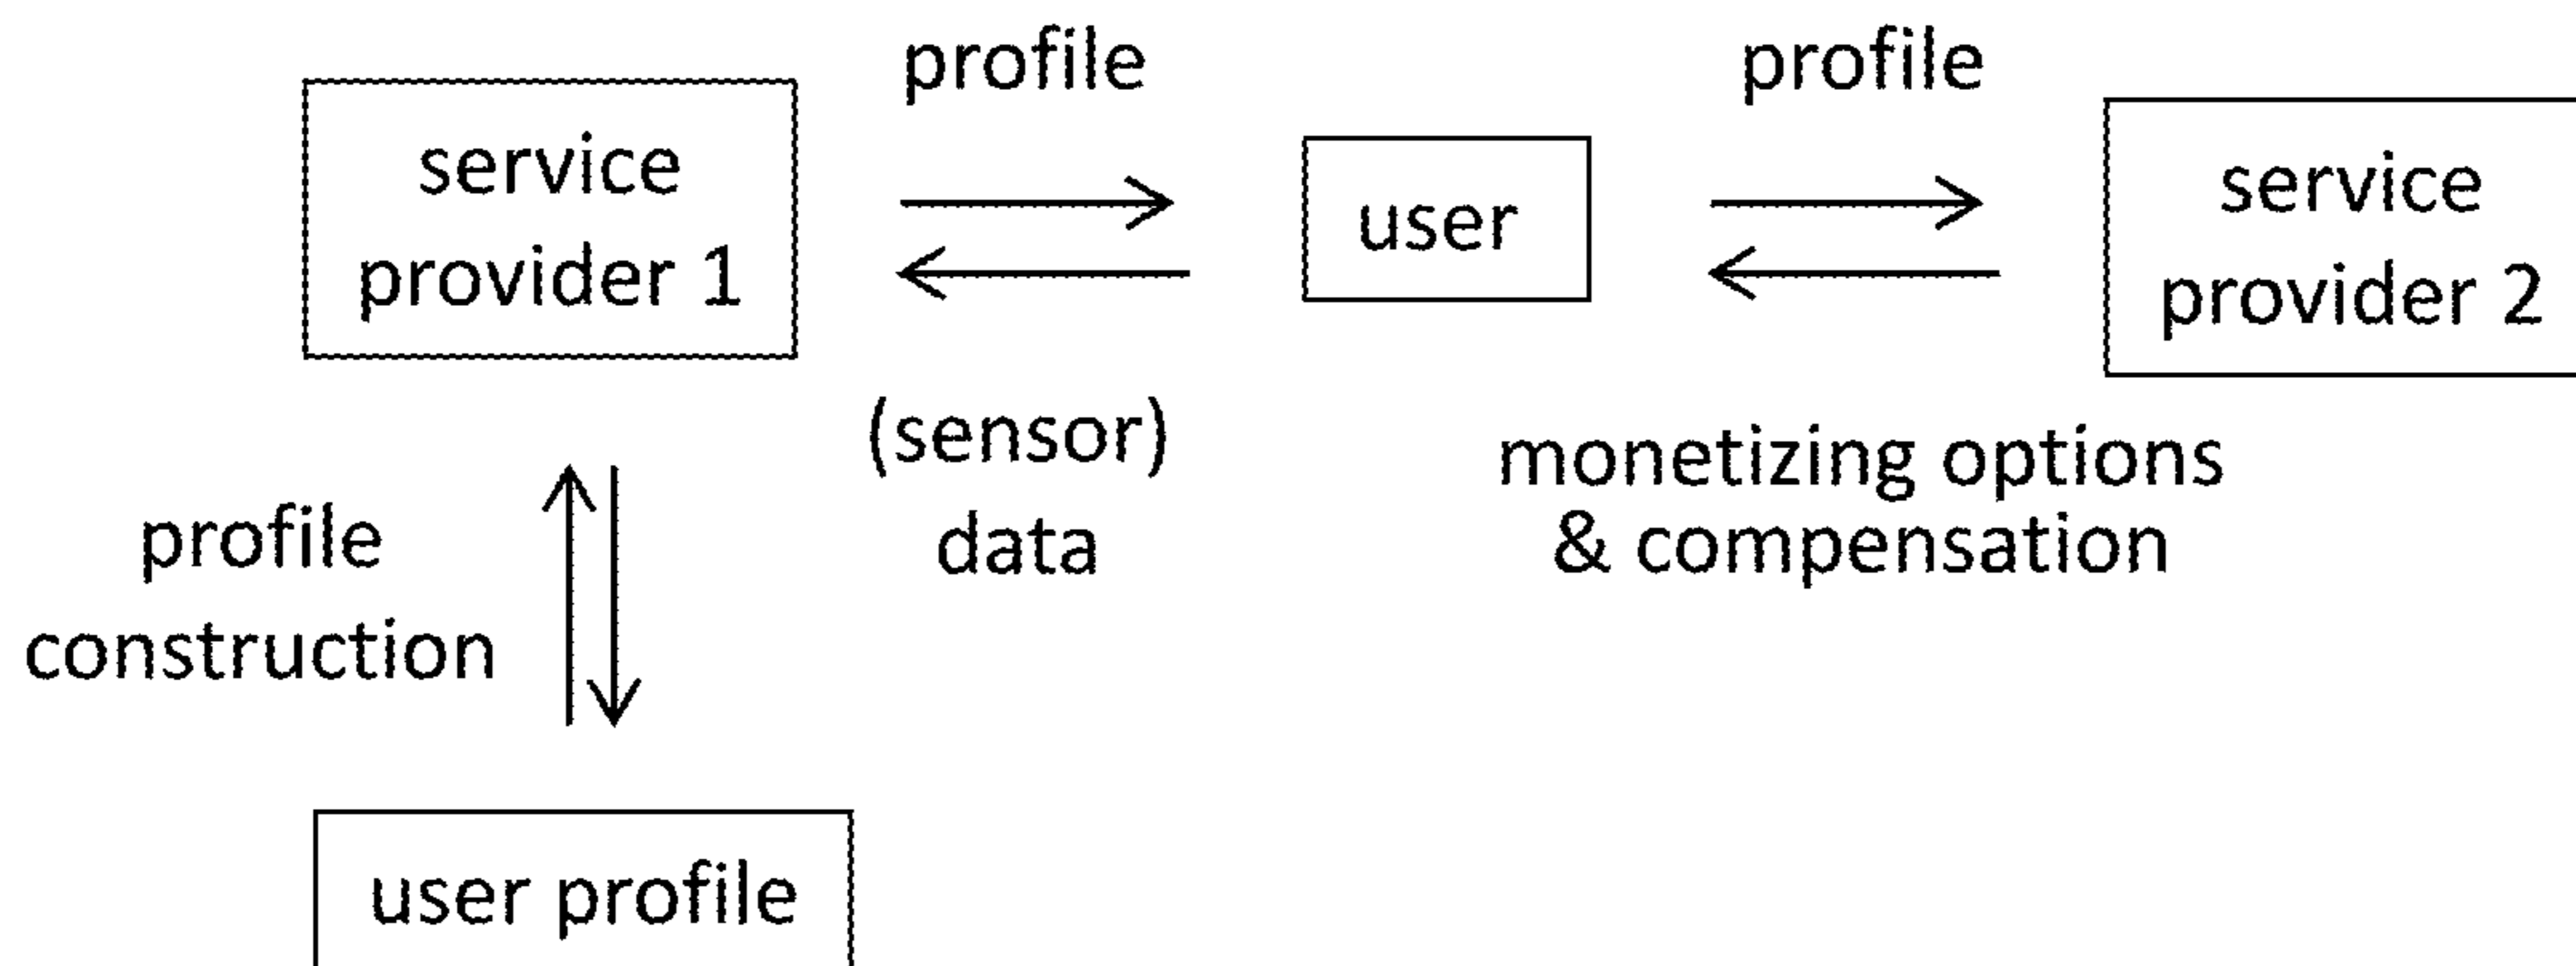 profile
profile
service
provider 1
user
service
provider 2
(sensor)
data
monetizing options
& compensation
profile
construction
user profile